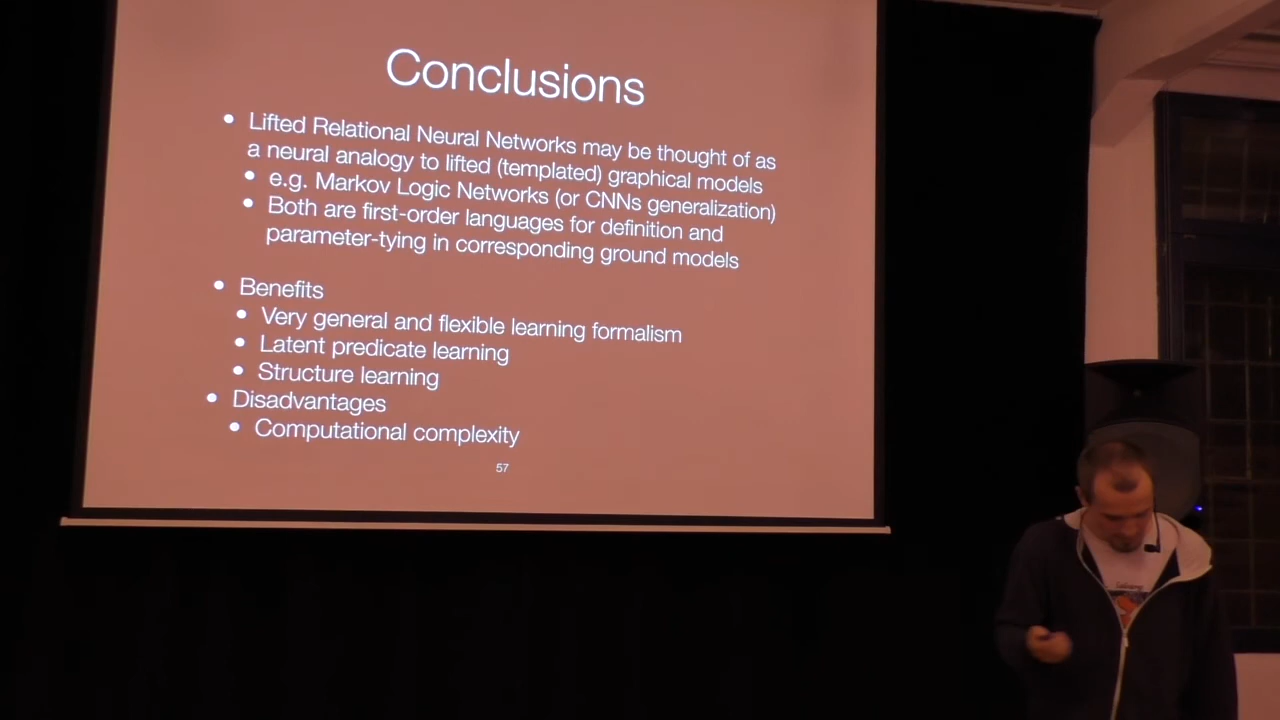 Conclusions
• Lifted Relational Neural Networks may be thought of as
a neural analogy to lifted (templated) graphical models
• e.g. Markov Logic Networks (or CNNs generalization)
• Both are first-order languages for definition and
parameter-tying in corresponding ground models
• Benefits
• Very general and flexible learning formalism
• Latent predicate learning
• Structure learning
• Disadvantages
• Computational complexity
57